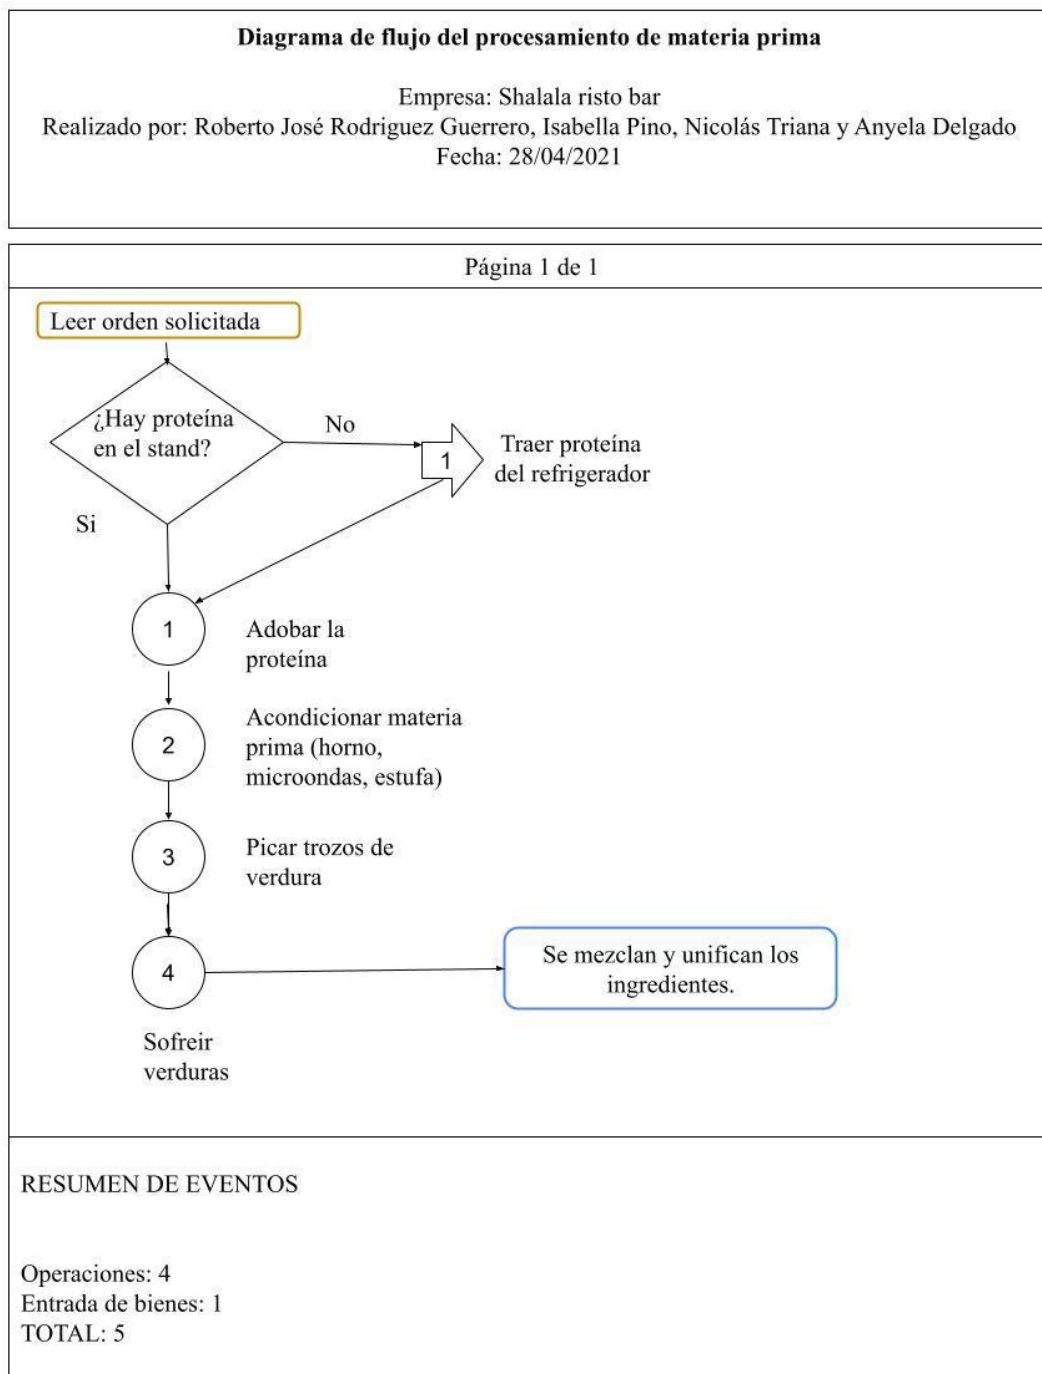 Diagrama de flujo del procesamiento de materia prima
Empresa: Shalala risto bar
Realizado por: Roberto José Rodriguez Guerrero, Isabella Pino, Nicolás Triana y Anyela Delgado
Fecha: 28/04/2021
Página 1 de 1
Leer orden solicitada
¿Hay proteína
en el stand?
No
1
Traer proteína
del refrigerador
Si
1
Adobar la
proteína
2
Acondicionar materia
prima (horno,
microondas, estufa)
3
Picar trozos de
verdura
4
Sofreir
verduras
Se mezclan y unifican los
ingredientes.
RESUMEN DE EVENTOS
Operaciones: 4
Entrada de bienes: 1
TOTAL: 5